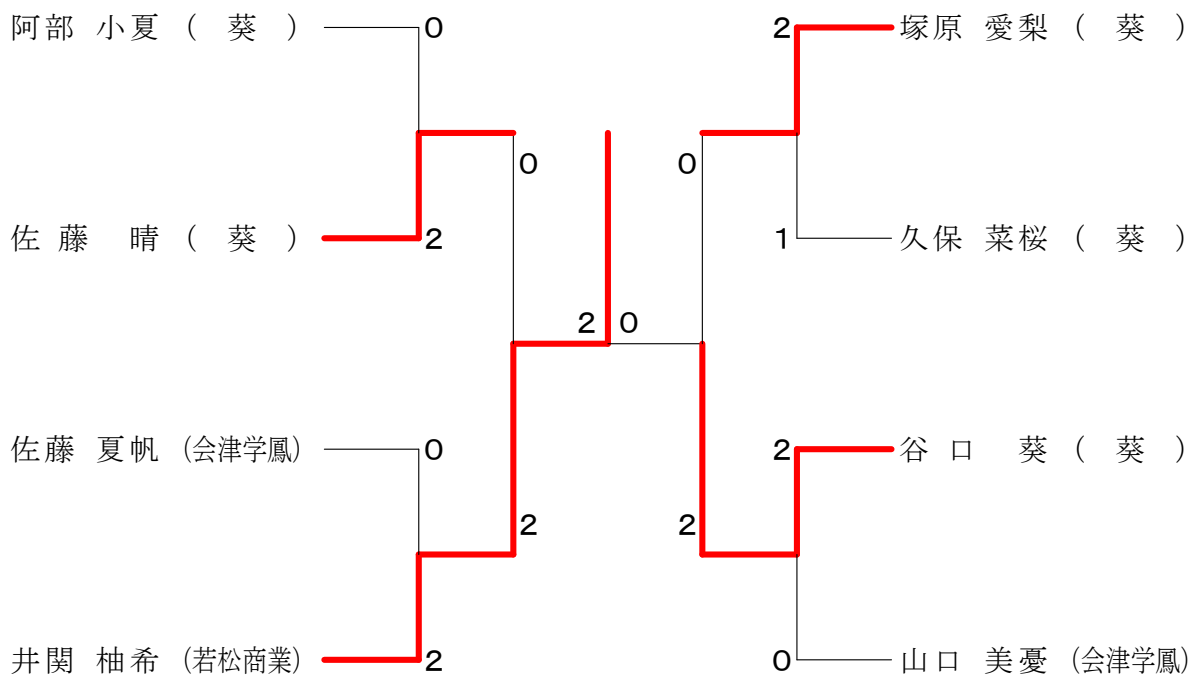 阿部 小夏 ( 葵 ) 0
2 塚原 愛梨 ( 葵 )
0
0
佐藤 晴 ( 葵 ) 2
1 久保 菜桜 ( 葵 )
2 0
佐藤 夏帆 (会津学鳳) 0
2 谷口 葵 ( 葵 )
2
2
井関 柚希 (若松商業) 2
0 山口 美憂 (会津学鳳)